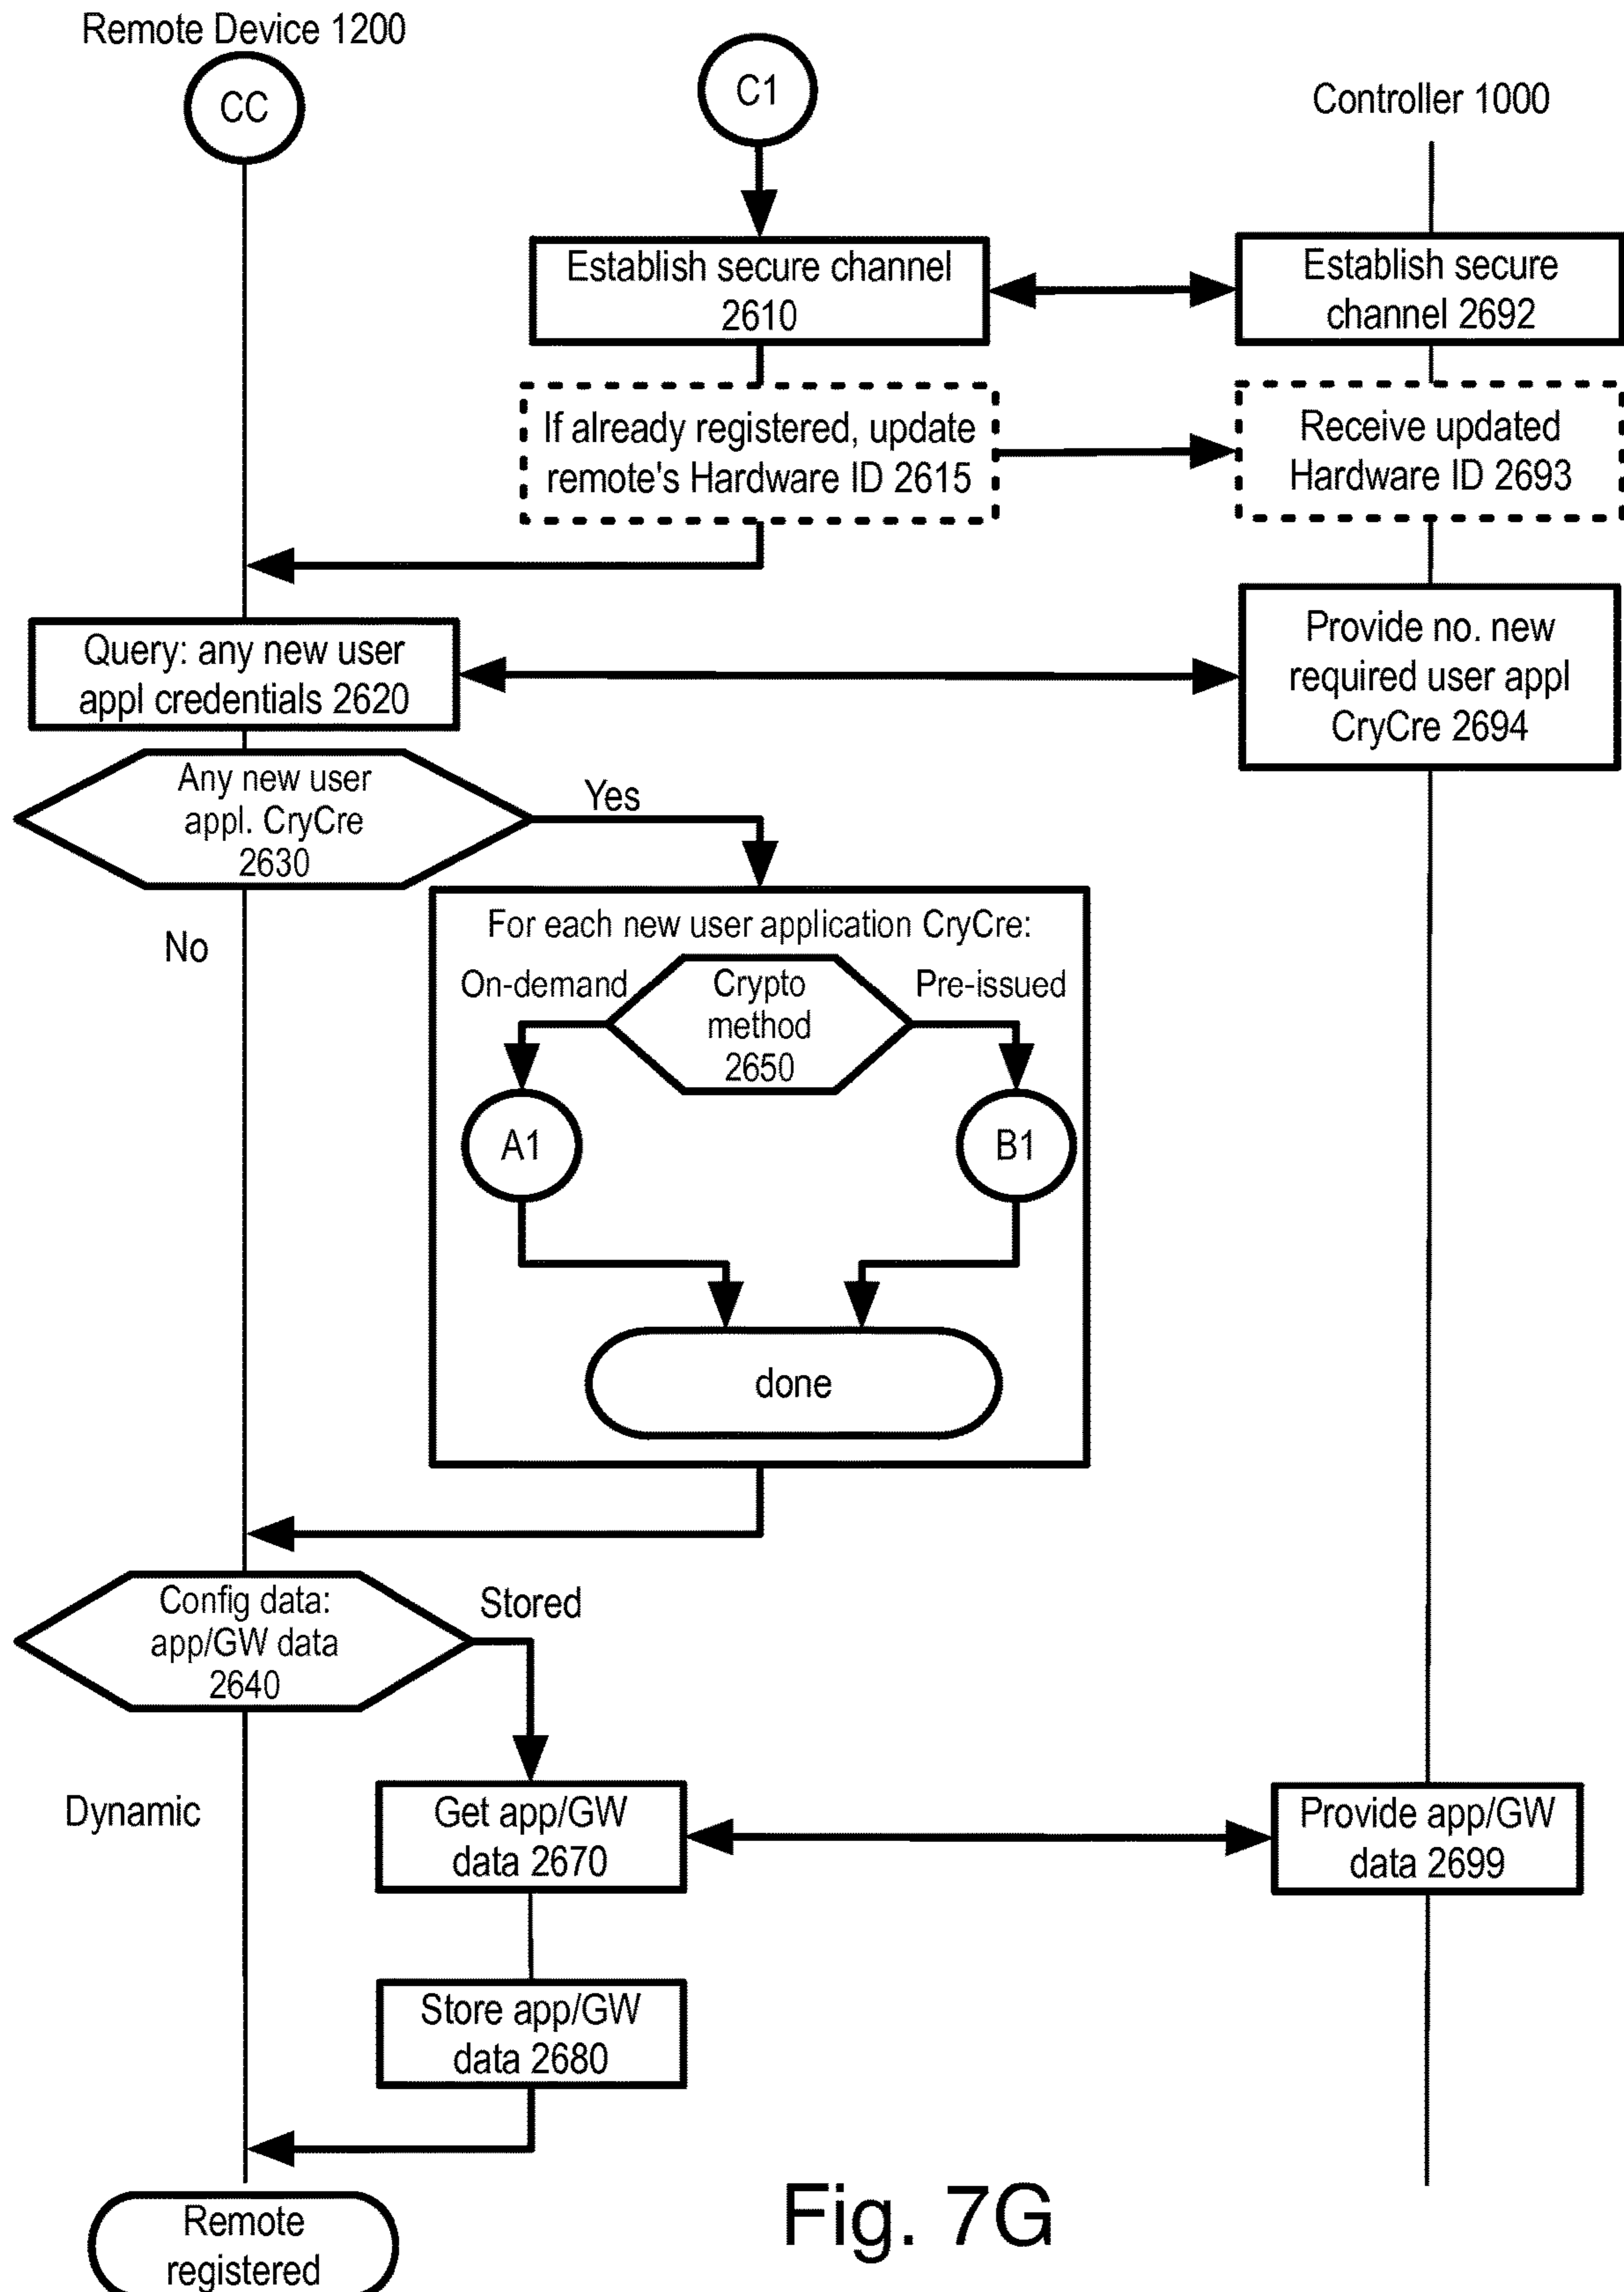 Remote Device 1200
CC
C1
Controller 1000
Establish secure channel
2610
Establish secure
channel 2692
If already registered, update
remote's Hardware ID 2615
Receive updated
Hardware ID 2693
Query: any new user
appl credentials 2620
Provide no. new
required user appl
CryCre 2694
Any new user
appl. CryCre
2630
Yes
No
For each new user application CryCre:
On-demand
Crypto
method
2650
Pre-issued
A1
B1
done
Config data:
app/GW data
2640
Stored
Dynamic
Get app/GW
data 2670
Provide app/GW
data 2699
Store app/GW
data 2680
Remote
registered
Fig. 7G